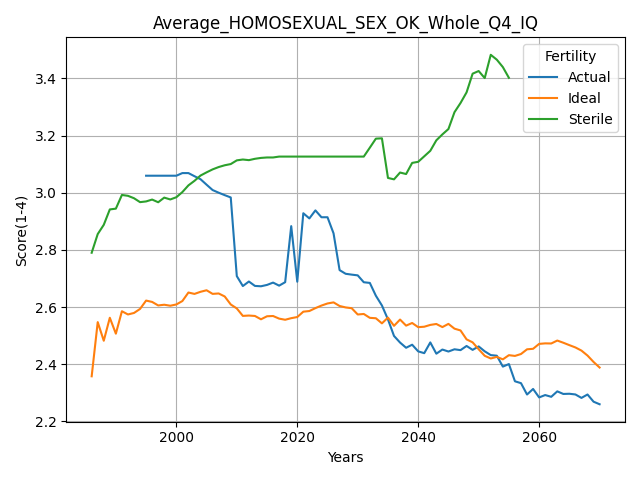 Average_HOMOSEXUAL_SEX_OK_Whole_Q4_IQ
Fertility
Actual
Ideal
Sterile
Score(1-4)
3.4
3.2
3.0
2.8
2.6
2.4
2.2
2000
2020
2040
2060
Years